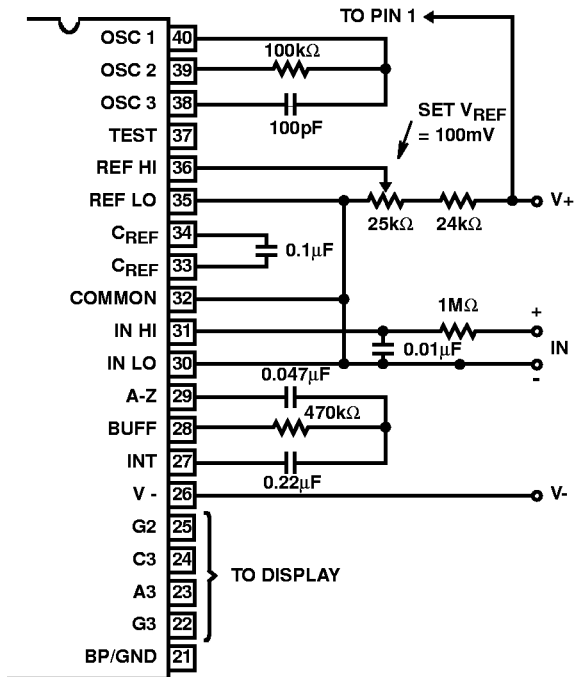 TO PIN 1
OSC 1 40
100kΩ
OSC 2 39
OSC 3 38
100pF
SET VREF
= 100mV
TEST 37
REF HI 36
REF LO 35
V+
25kΩ 24kΩ
CREF 34
0.1µF
CREF 33
COMMON 32
1MΩ
+
IN HI 31
0.01µF
IN
IN LO 30
-
0.047µF
A-Z 29
470kΩ
BUFF 28
INT 27
0.22µF
V - 26
V-
G2 25
C3 24
TO DISPLAY
A3 23
G3 22
BP/GND 21